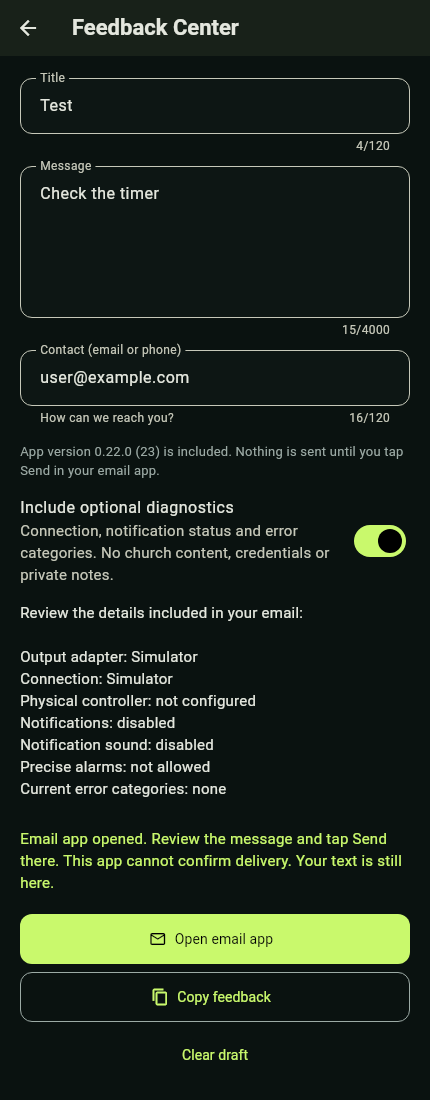 Feedback Center
Title
Test
4/120
Message
Check the timer
15/4000
Contact (email or phone)
user@example.com
How can we reach you? 16/120
App version 0.22.0 (23) is included. Nothing is sent until you tap
Send in your email app.
Include optional diagnostics
Connection, notification status and error
categories. No church content, credentials or
private notes.
Review the details included in your email:
Output adapter: Simulator
Connection: Simulator
Physical controller: not configured
Notifications: disabled
Notification sound: disabled
Precise alarms: not allowed
Current error categories: none
Email app opened. Review the message and tap Send
there. This app cannot confirm delivery. Your text is still
here.
Open email app
Copy feedback
Clear draft